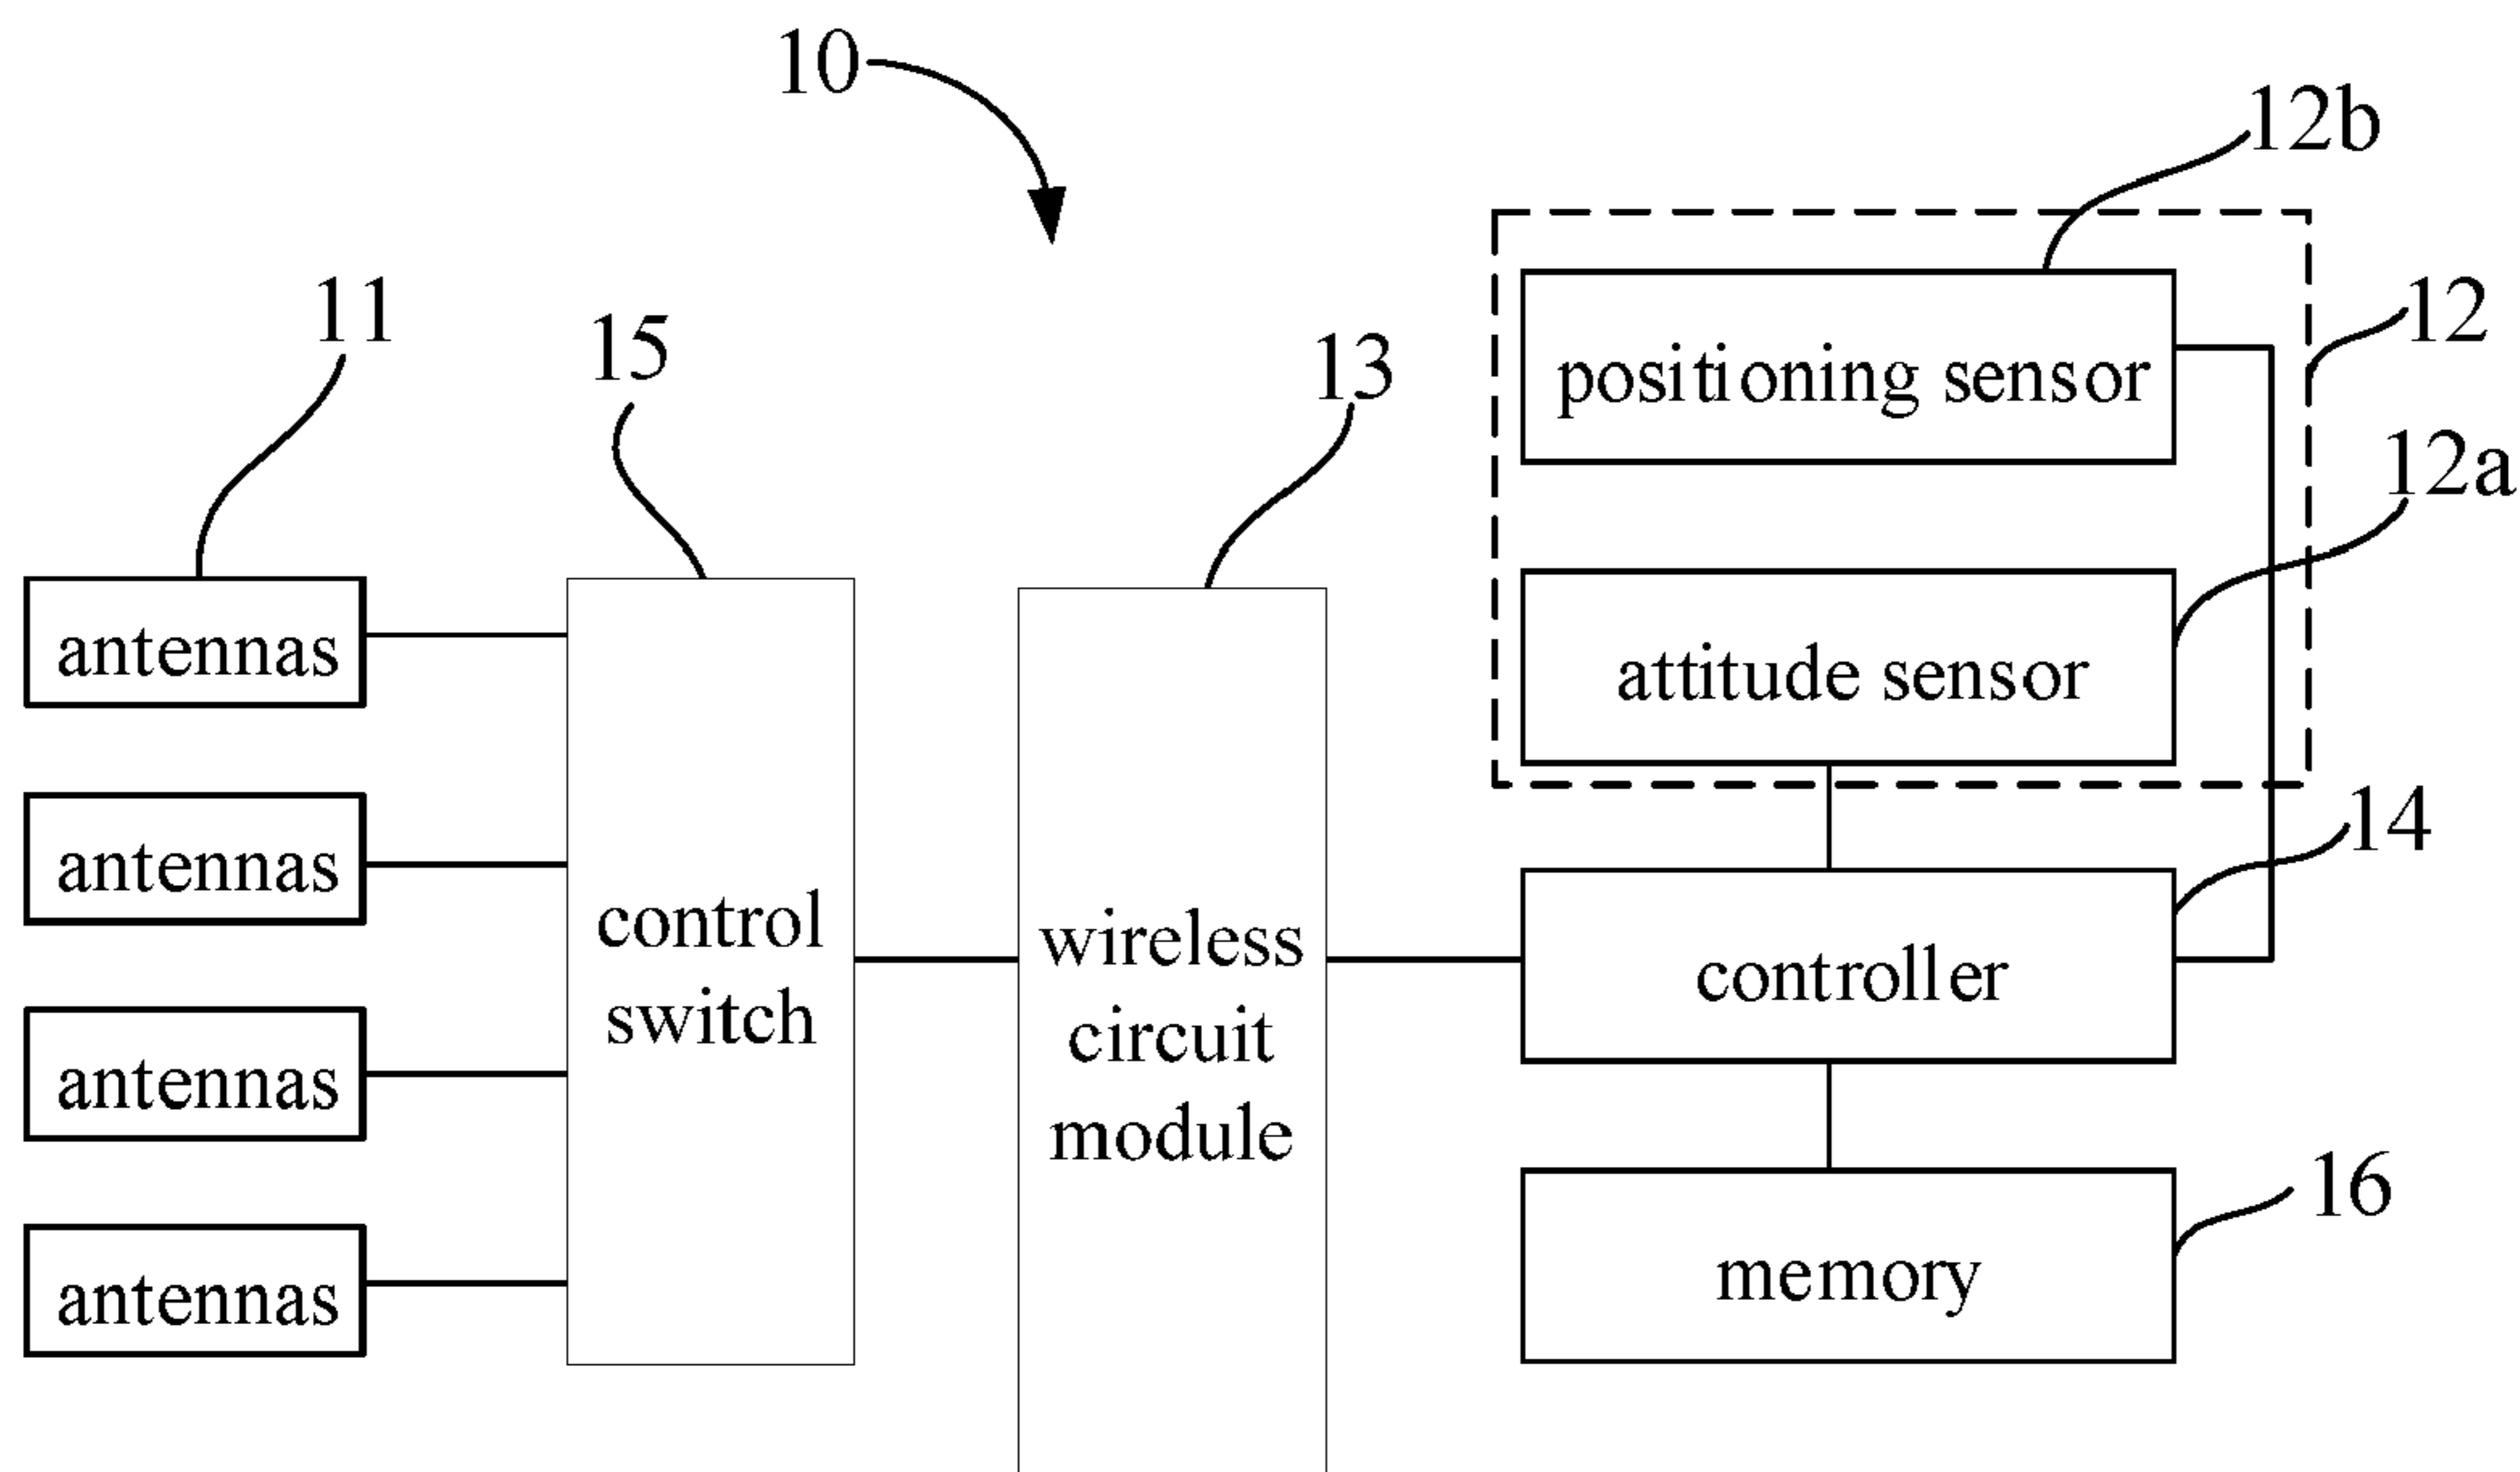 10
12b
11
15
13
12
positioning sensor
12a
antennas
attitude sensor
antennas
14
control
switch
wireless
circuit
module
controller
antennas
16
antennas
memory